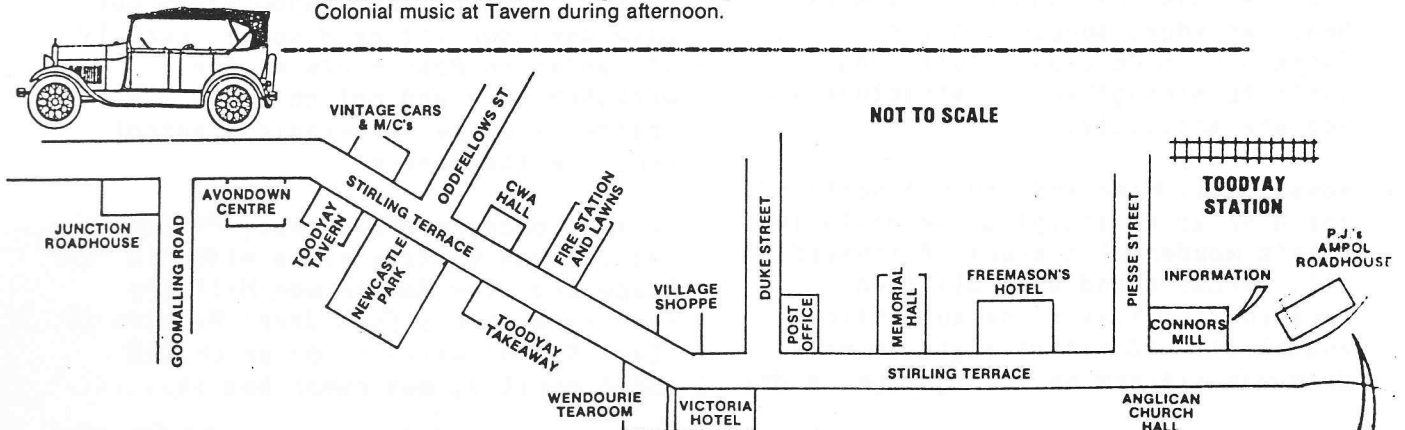 Colonial music at Tavern during afternoon.
NOT TO SCALE
VINTAGE CARS
& M/C's
ODDFELLOWS ST
STIRLING TERRACE
CWA
HALL
FIRE STATION
AND LAWNS
JUNCTION
ROADHOUSE
GOOMALLING ROAD
AVONDOWN
CENTRE
TOODYAY
TAVERN
NEWCASTLE
PARK
TOODYAY
TAKEAWAY
VILLAGE
SHOPPE
WENDOURIE
TEAROOM
VICTORIA
HOTEL
DUKE STREET
POST
OFFICE
MEMORIAL
HALL
FREEMASON'S
HOTEL
PIESSE STREET
TOODYAY
STATION
INFORMATION
CONNORS
MILL
P.J.'s
AMPOL
ROADHOUSE
STIRLING TERRACE
ANGLICAN
CHURCH
HALL